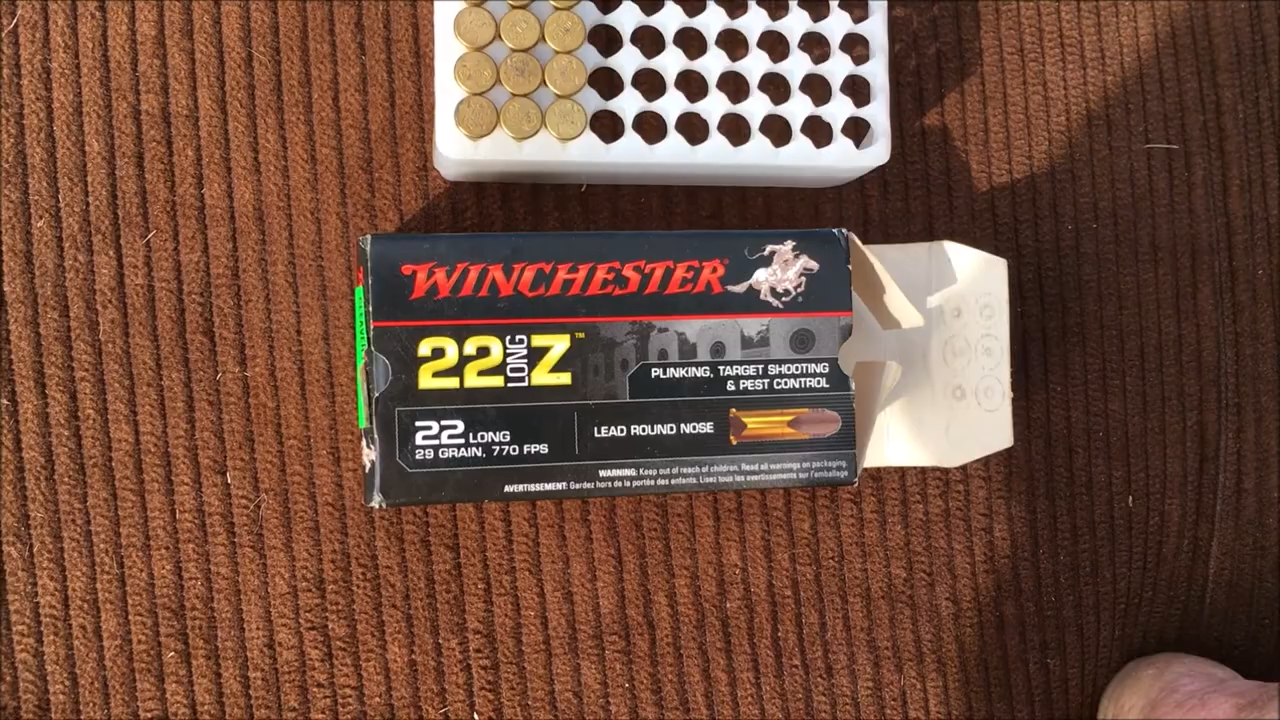 WINCHESTER®
22 LONG Z™
PLINKING, TARGET SHOOTING
& PEST CONTROL
22 LONG
29 GRAIN, 770 FPS
LEAD ROUND NOSE
WARNING: Keep out of reach of children. Read all warnings on packaging.
AVERTISSEMENT: Gardez hors de la portée des enfants. Lisez tous les avertissements sur l'emballage